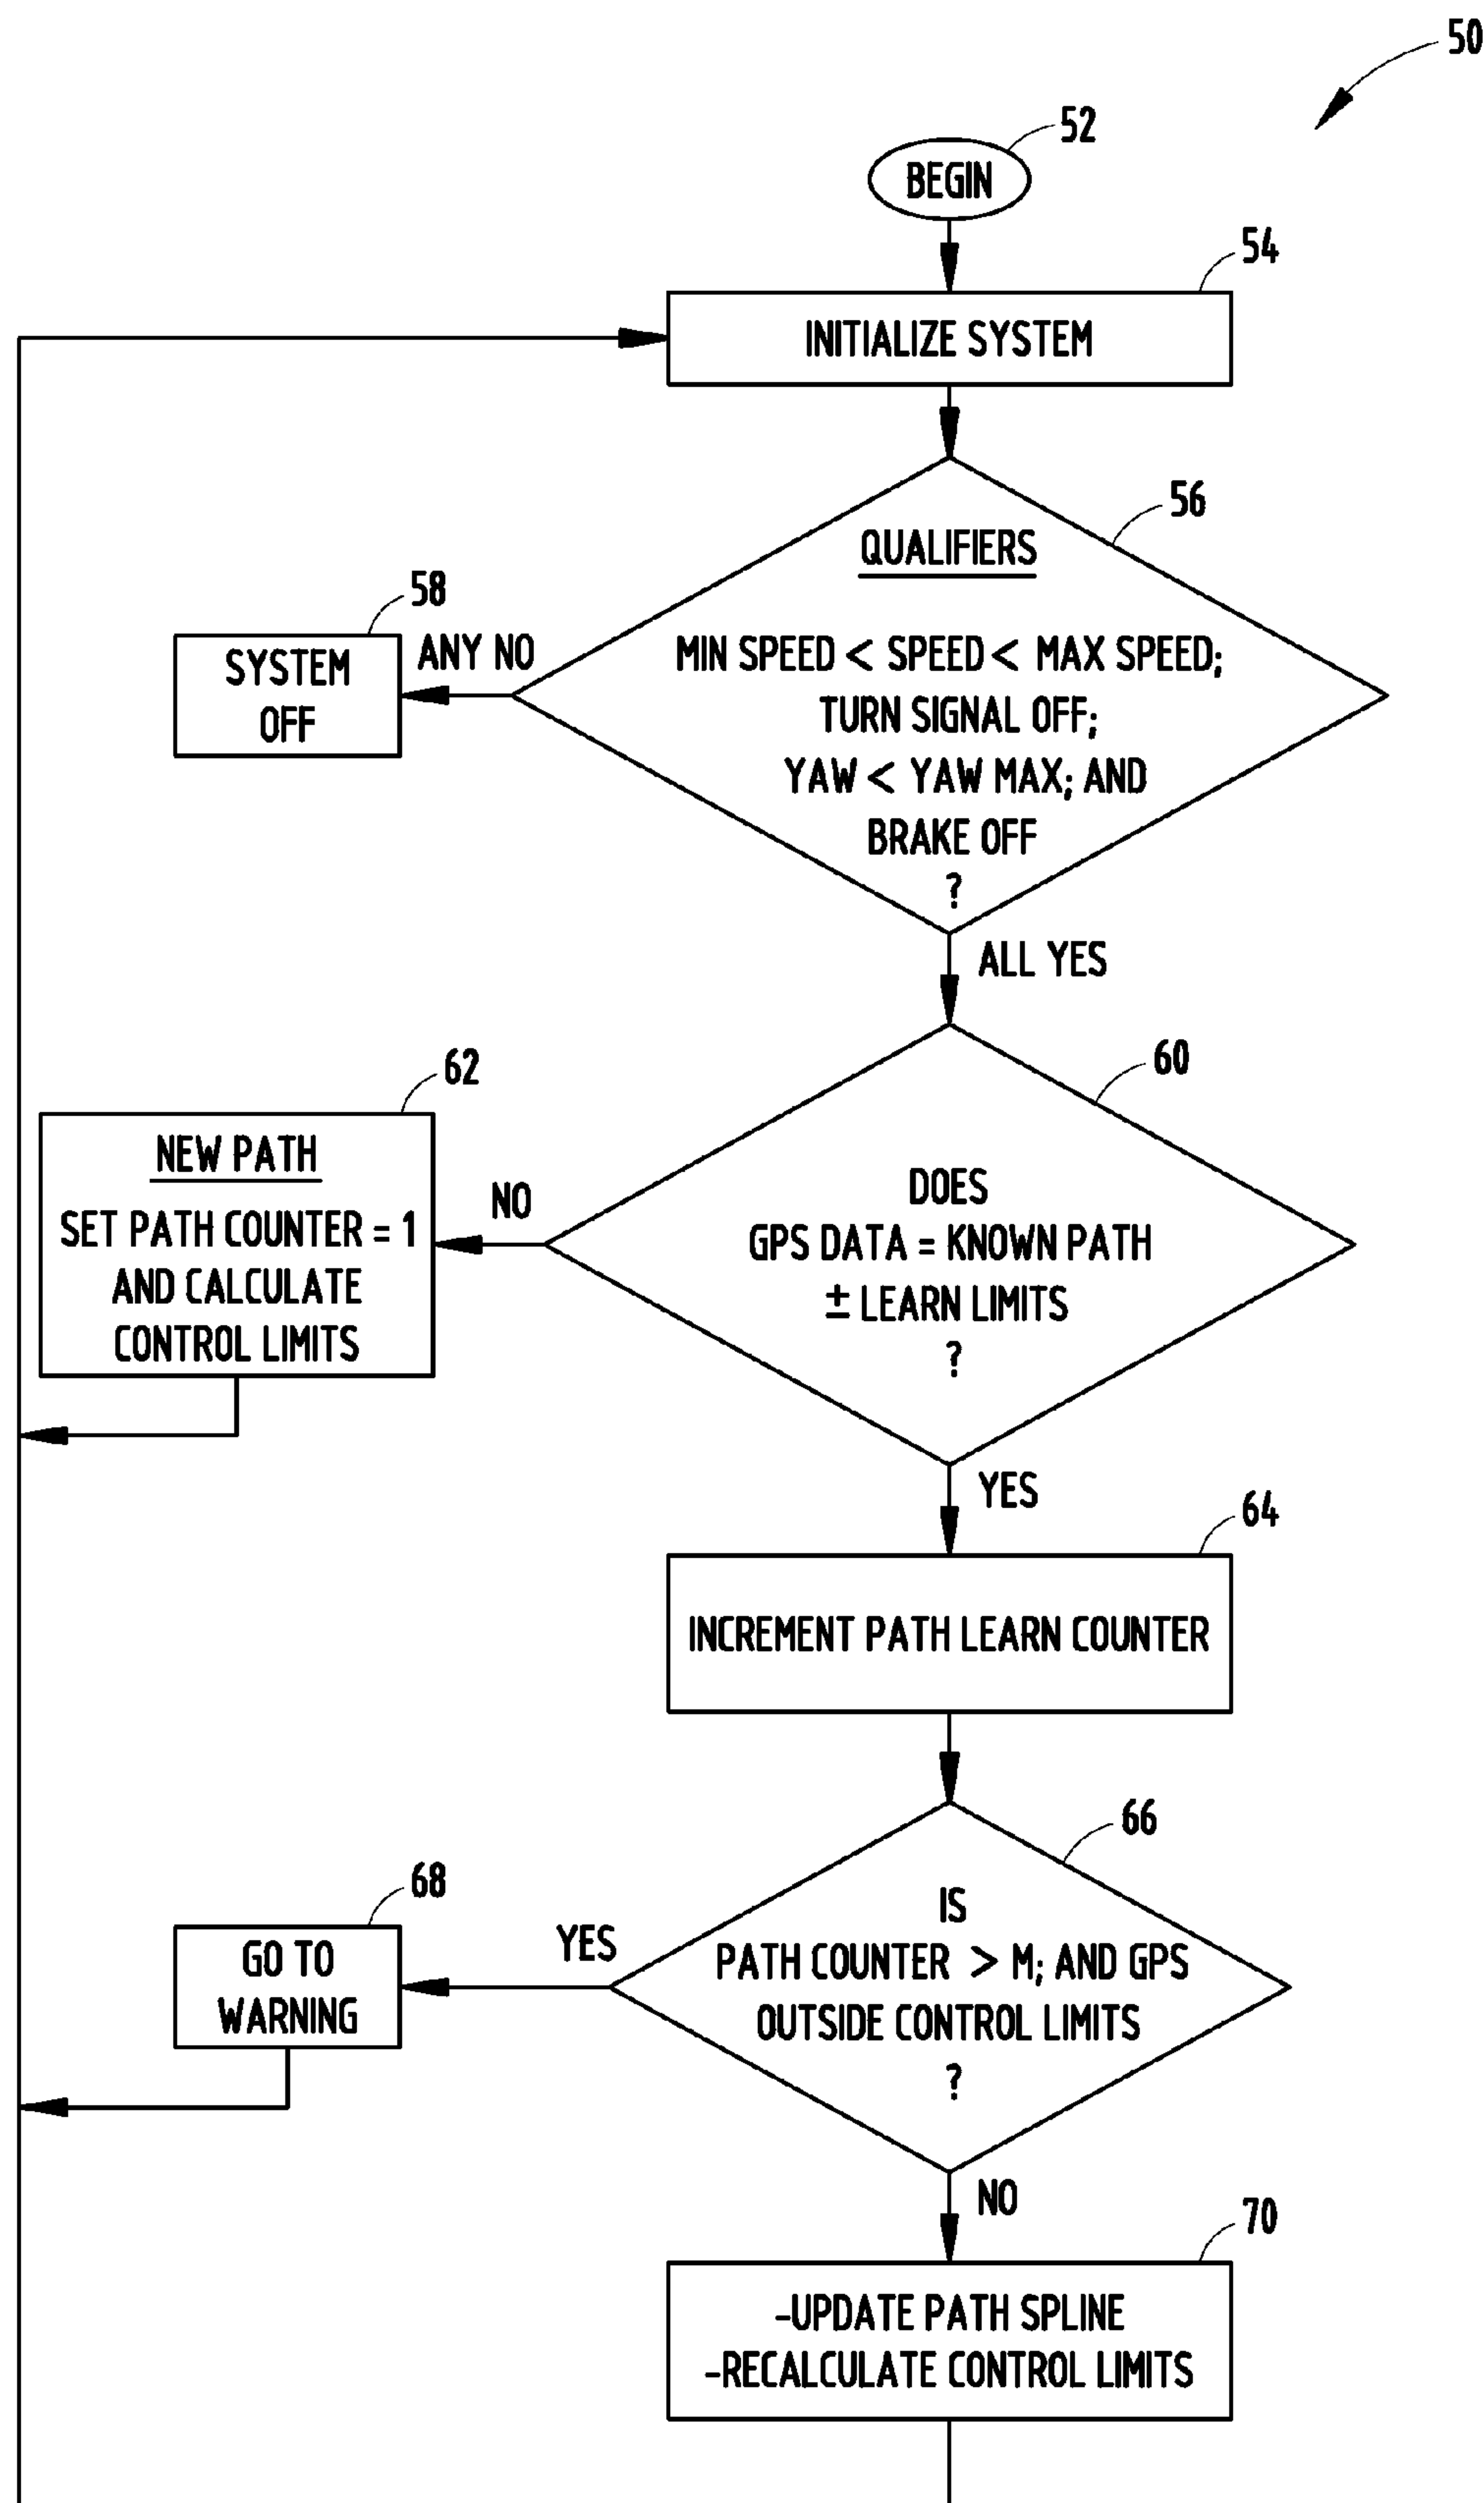 50
52
BEGIN
54
INITIALIZE SYSTEM
56
QUALIFIERS
MIN SPEED < SPEED < MAX SPEED;
TURN SIGNAL OFF;
YAW < YAW MAX; AND
BRAKE OFF
?
58
ANY NO
SYSTEM
OFF
ALL YES
60
DOES
GPS DATA = KNOWN PATH
± LEARN LIMITS
?
62
NO
NEW PATH
SET PATH COUNTER = 1
AND CALCULATE
CONTROL LIMITS
YES
64
INCREMENT PATH LEARN COUNTER
66
IS
PATH COUNTER > M; AND GPS
OUTSIDE CONTROL LIMITS
?
68
YES
GO TO
WARNING
NO
70
-UPDATE PATH SPLINE
-RECALCULATE CONTROL LIMITS